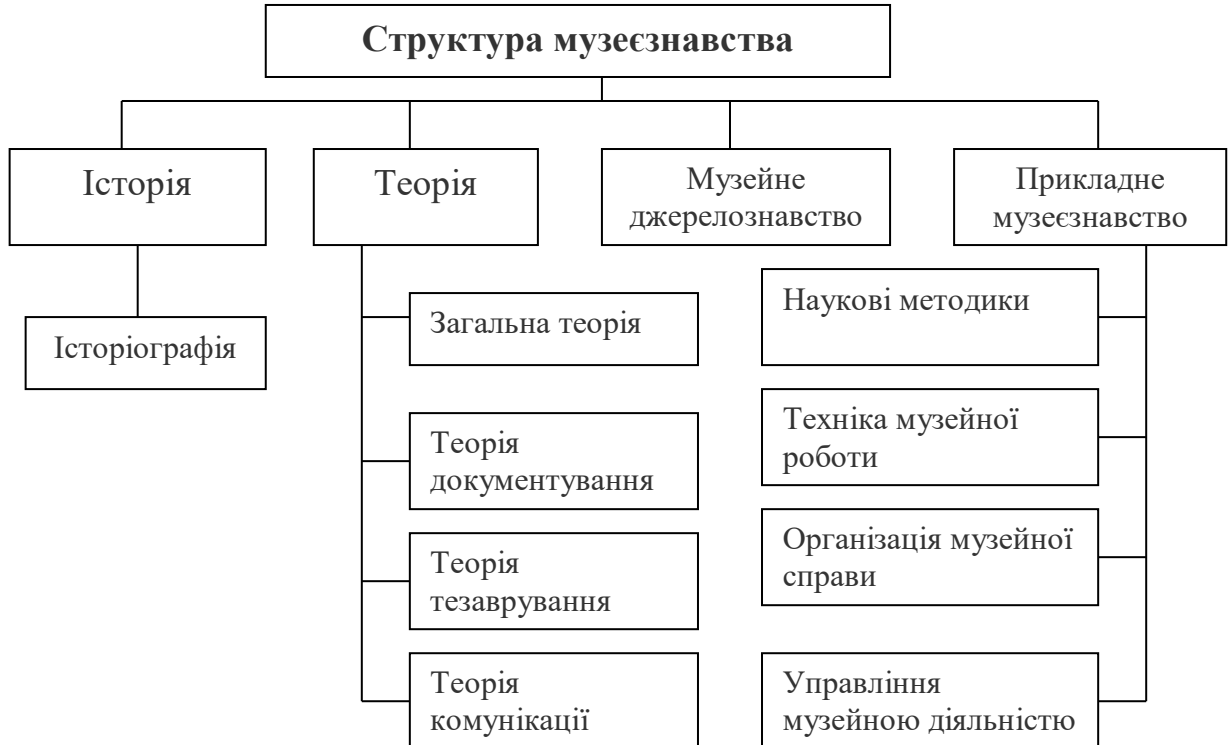 Структура музеєзнавства
Історія
Теорія
Музейне
джерелознавство
Прикладне
музеєзнавство
Історіографія
Загальна теорія
Теорія
документування
Теорія
тезаврування
Теорія
комунікації
Наукові методики
Техніка музейної
роботи
Організація музейної
справи
Управління
музейною діяльністю